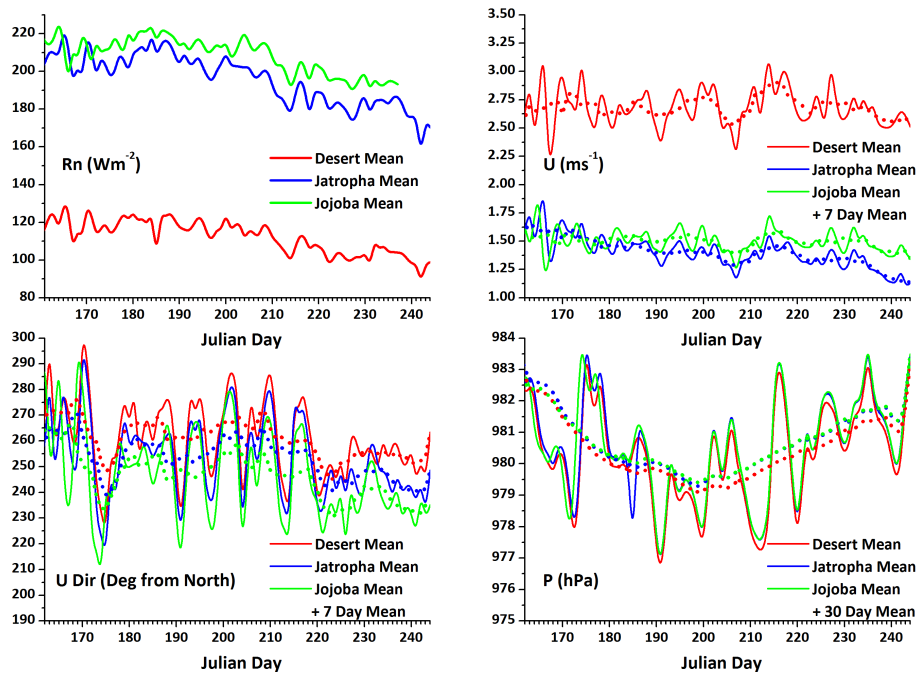 220
200
180
160
140
120
100
80
Rn (Wm-2)
Desert Mean
Jatropha Mean
Jojoba Mean
170 180 190 200 210 220 230 240
Julian Day
3.50
3.25
3.00
2.75
2.50
2.25
2.00
1.75
1.50
1.25
1.00
U (ms-1)
Desert Mean
Jatropha Mean
Jojoba Mean
+ 7 Day Mean
170 180 190 200 210 220 230 240
Julian Day
300
290
280
270
260
250
240
230
220
210
200
190
U Dir (Deg from North)
Desert Mean
Jatropha Mean
Jojoba Mean
+ 7 Day Mean
170 180 190 200 210 220 230 240
Julian Day
984
983
982
981
980
979
978
977
976
975
P (hPa)
Desert Mean
Jatropha Mean
Jojoba Mean
+ 30 Day Mean
170 180 190 200 210 220 230 240
Julian Day